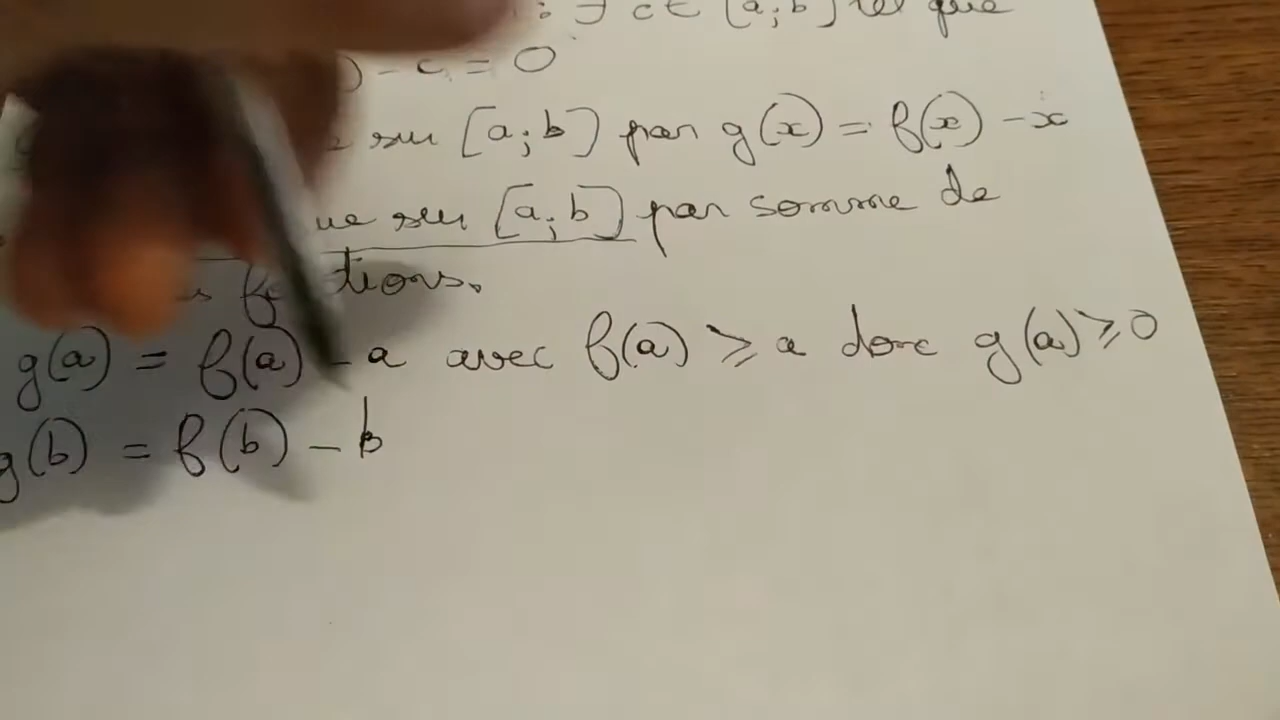 : ∃ c ∈ [a;b] tel que
) - c = 0
sur [a;b] par g(x) = f(x) - x
ue sur [a;b] par somme de
tions.
g(a) = f(a) - a avec f(a) ⩾ a donc g(a) ⩾ 0
g(b) = f(b) - b